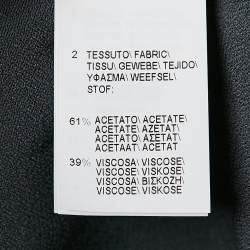 2 TESSUTO\ FABRIC\
TISSU\ GEWEBE\ TEJIDO\
ΥΦΑΣΜΑ\ WEEFSEL\
STOF:
61% ACETATO\ ACETATE\
ACETATE\ AZETAT\
ACETATO\ ΑΣΕΤΑΤ\
ACETAAT\ ACETAT
39% VISCOSA\ VISCOSE\
VISCOSE\ VISKOSE\
VISCOSA\ ΒΙΣΚΟΖΗ\
VISCOSE\ VISKOSE